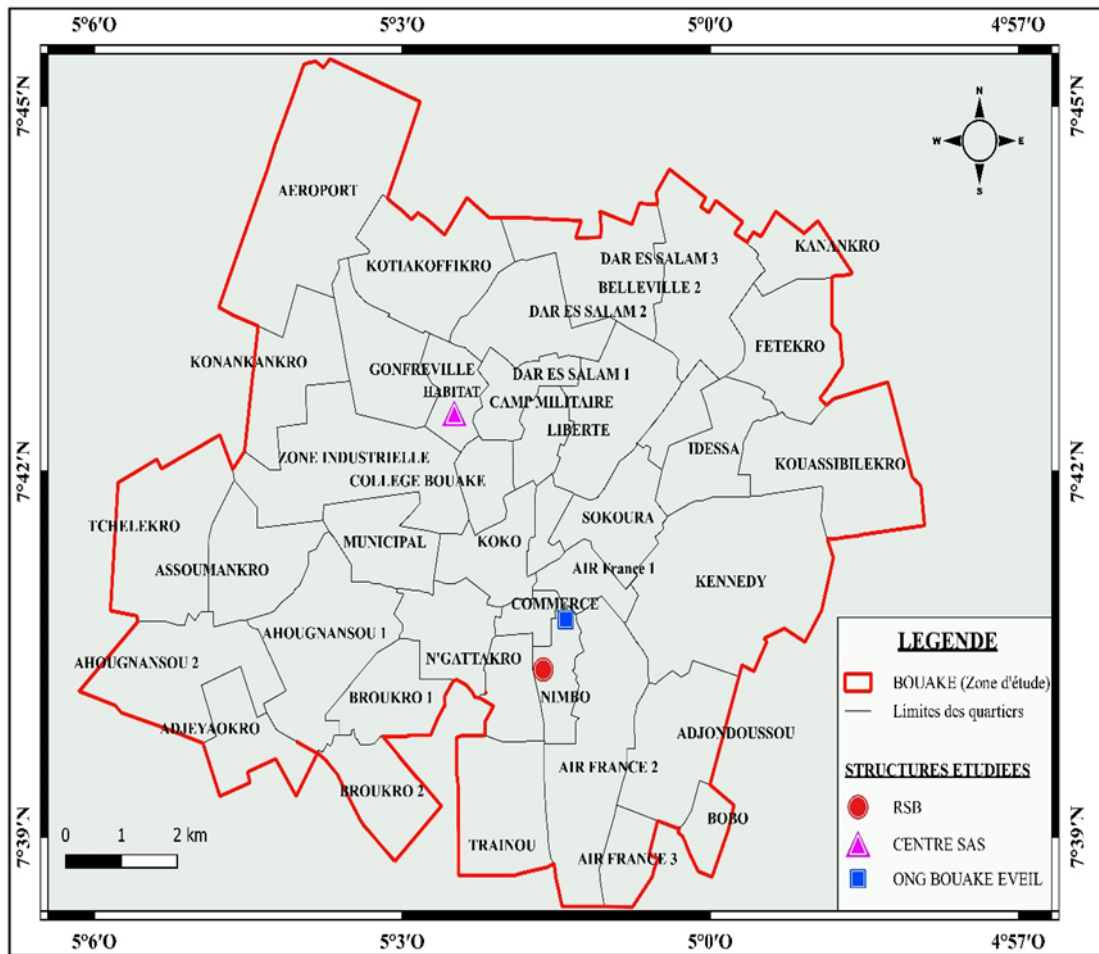 5°6′O 5°3′O 5°0′O 4°57′O
7°45′N 7°45′N
N
W E
S
AEROPORT
KANANKRO
KOTIAKOFFIKRO
DAR ES SALAM 3
BELLEVILLE 2
DAR ES SALAM 2
FETEKRO
KONANKANKRO
GONFREVILLE
DAR ES SALAM 1
HABITAT
CAMP MILITAIRE
LIBERTE
IDESSA
ZONE INDUSTRIELLE
KOUASSIBILEKRO
7°42′N 7°42′N
COLLEGE BOUAKE
TCHELEKRO
SOKOURA
MUNICIPAL
KOKO
ASSOUMANKRO
AIR France 1
KENNEDY
COMMERCE
AHOUGNANSOU 1
AHOUGNANSOU 2
N'GATTAKRO
BROUKRO 1
NIMBO
ADJEYAOKRO
ADJONDOUSSOU
AIR FRANCE 2
BROUKRO 2
BOBO
TRAINOU
AIR FRANCE 3
7°39′N 7°39′N
0 1 2 km
LEGENDE
BOUAKE (Zone d'étude)
Limites des quartiers
STRUCTURES ETUDIEES
RSB
CENTRE SAS
ONG BOUAKE EVEIL
5°6′O 5°3′O 5°0′O 4°57′O